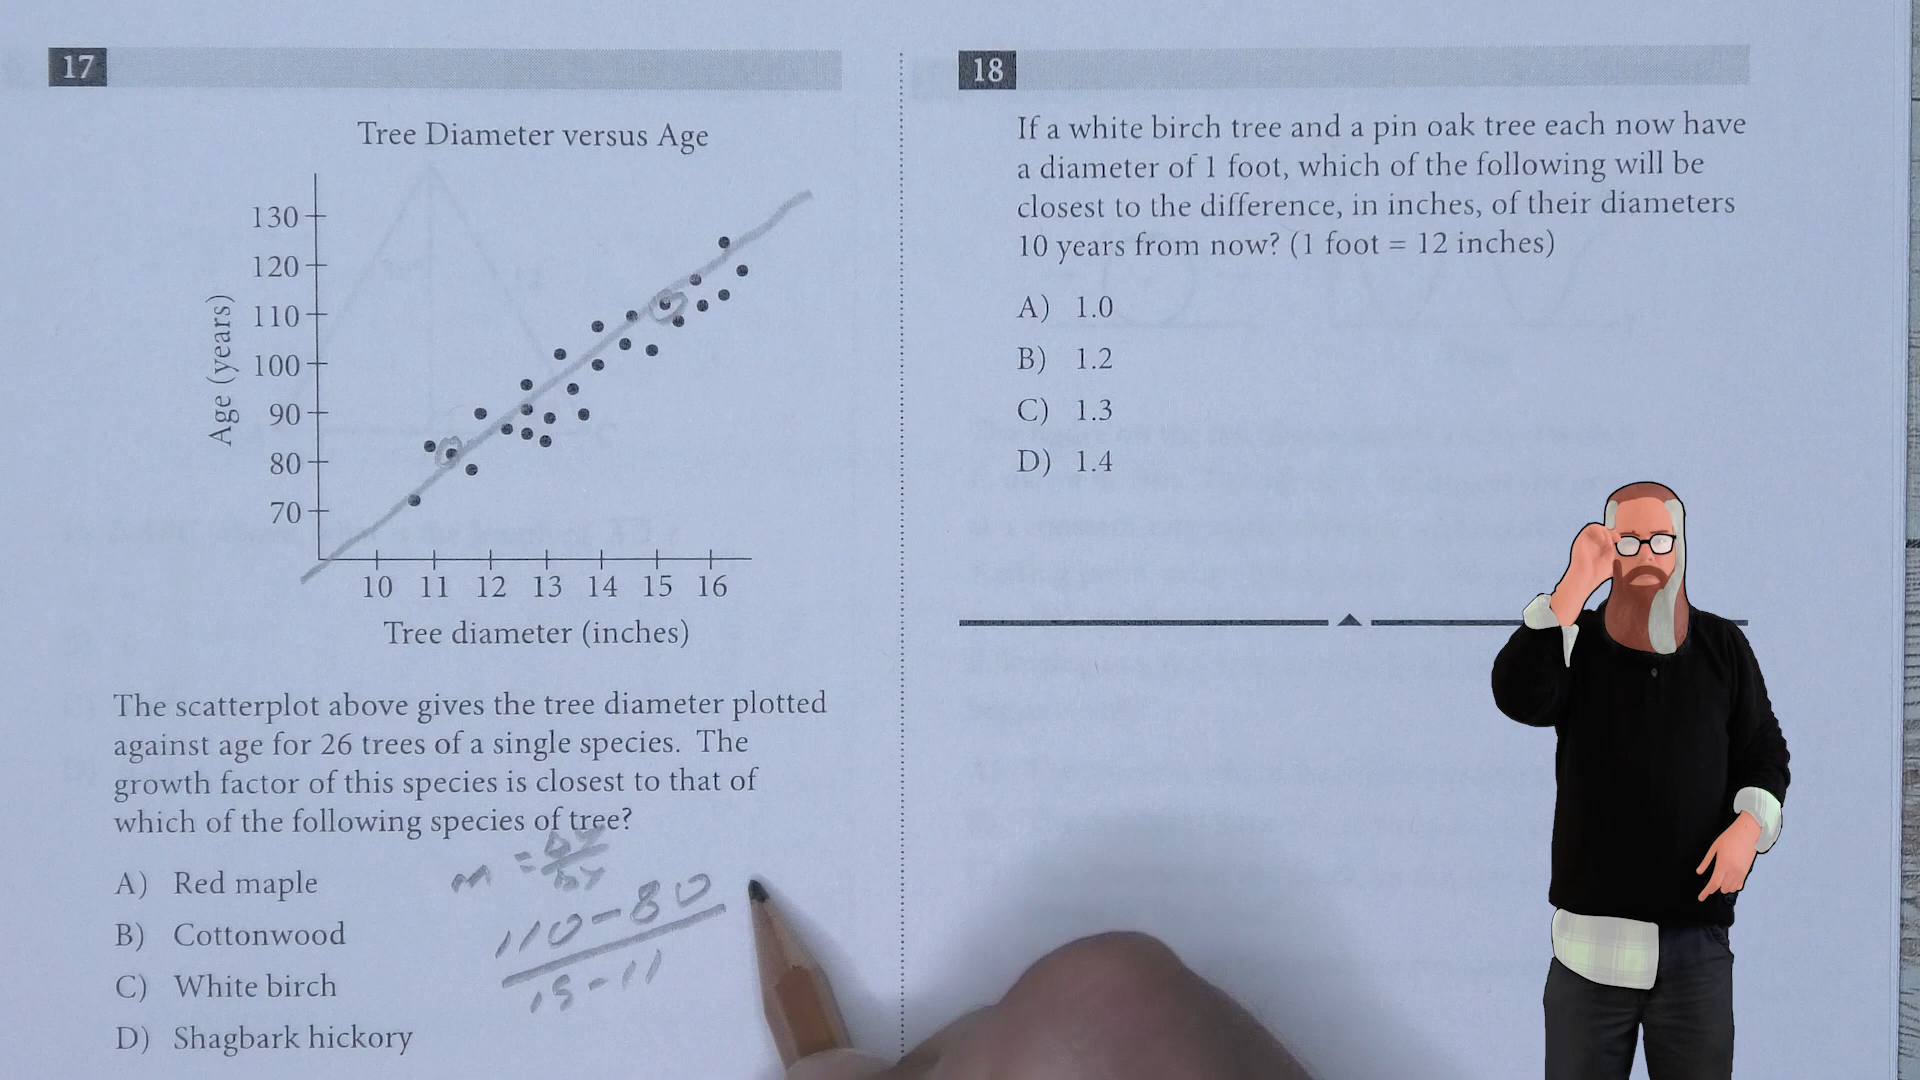 17
Tree Diameter versus Age
130
120
110
100
90
80
70
Age (years)
10 11 12 13 14 15 16
Tree diameter (inches)
The scatterplot above gives the tree diameter plotted
against age for 26 trees of a single species. The
growth factor of this species is closest to that of
which of the following species of tree?
A) Red maple
B) Cottonwood
C) White birch
D) Shagbark hickory
m = Δy/Δx
110-80
15-11
18
If a white birch tree and a pin oak tree each now have
a diameter of 1 foot, which of the following will be
closest to the difference, in inches, of their diameters
10 years from now? (1 foot = 12 inches)
A) 1.0
B) 1.2
C) 1.3
D) 1.4